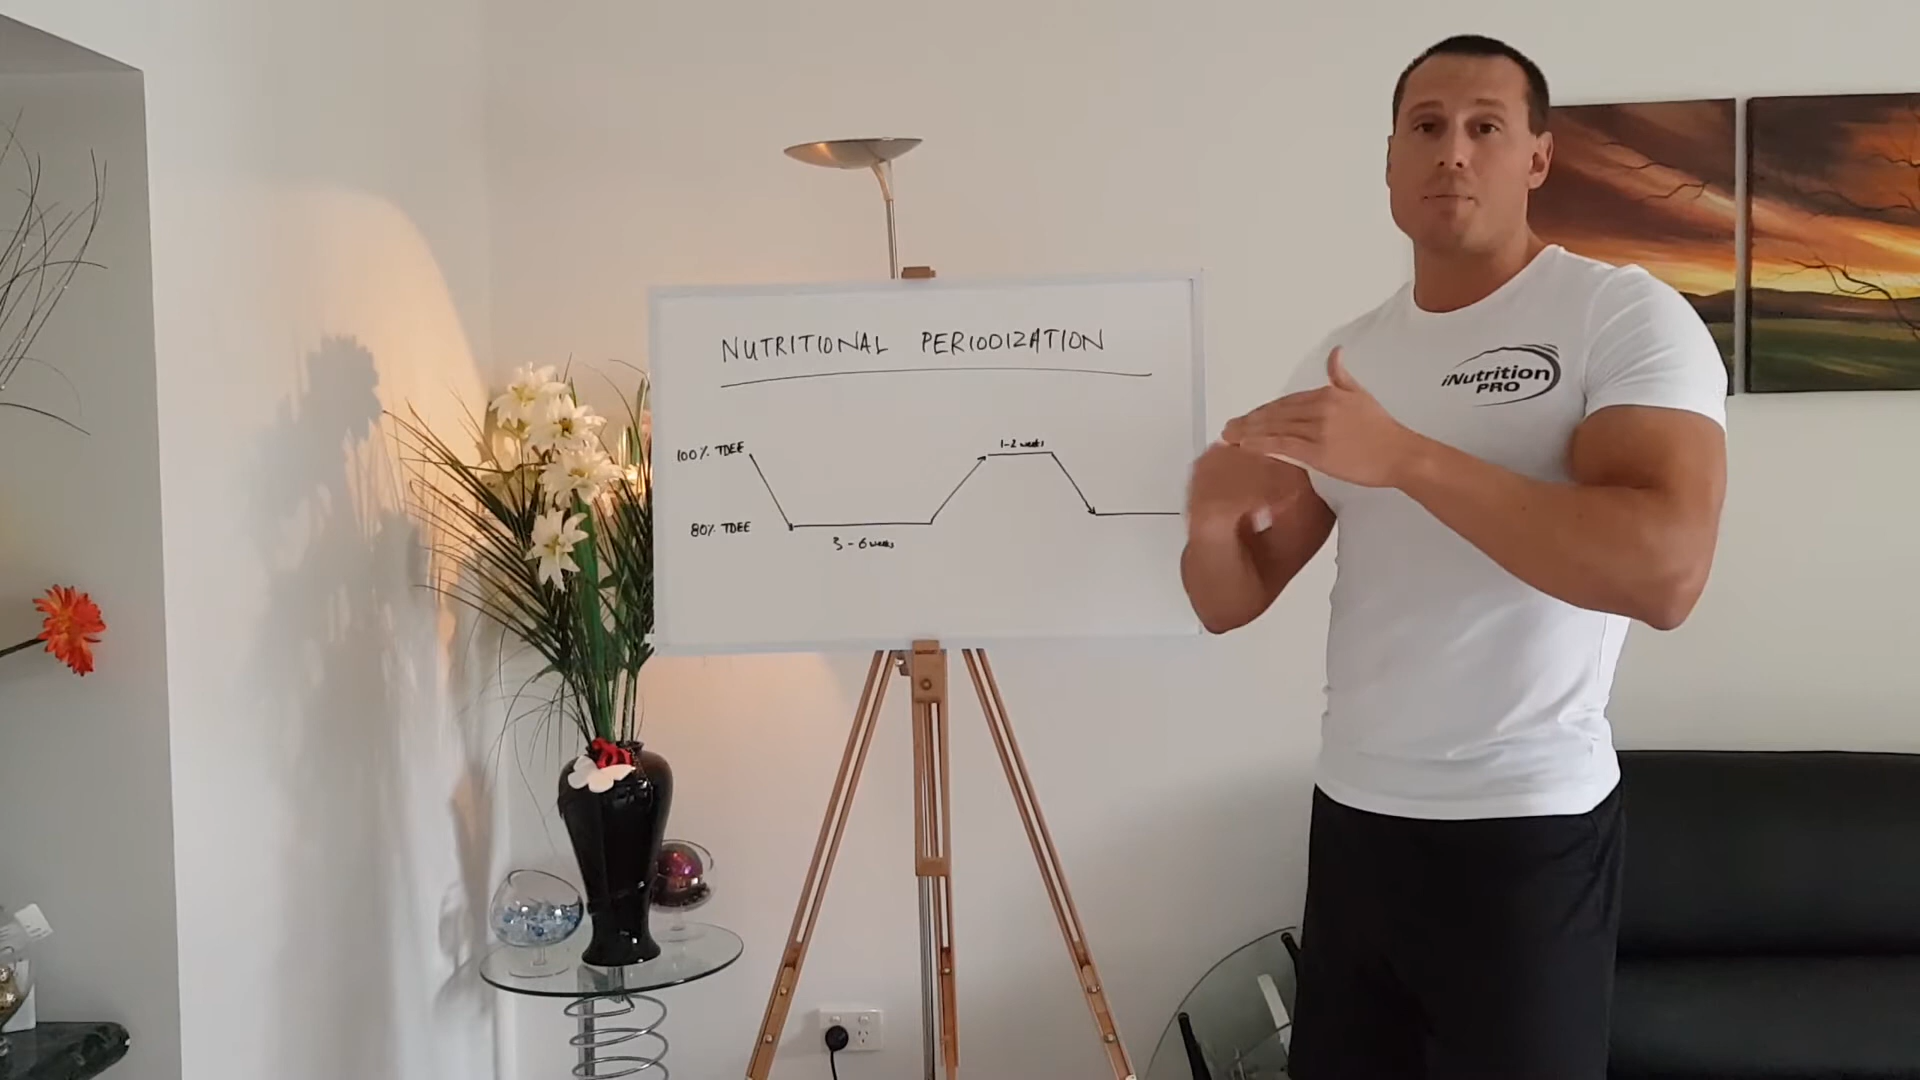 NUTRITIONAL PERIODIZATION
100% TDEE
1-2 weeks
80% TDEE
3-6 weeks
iNutrition
PRO